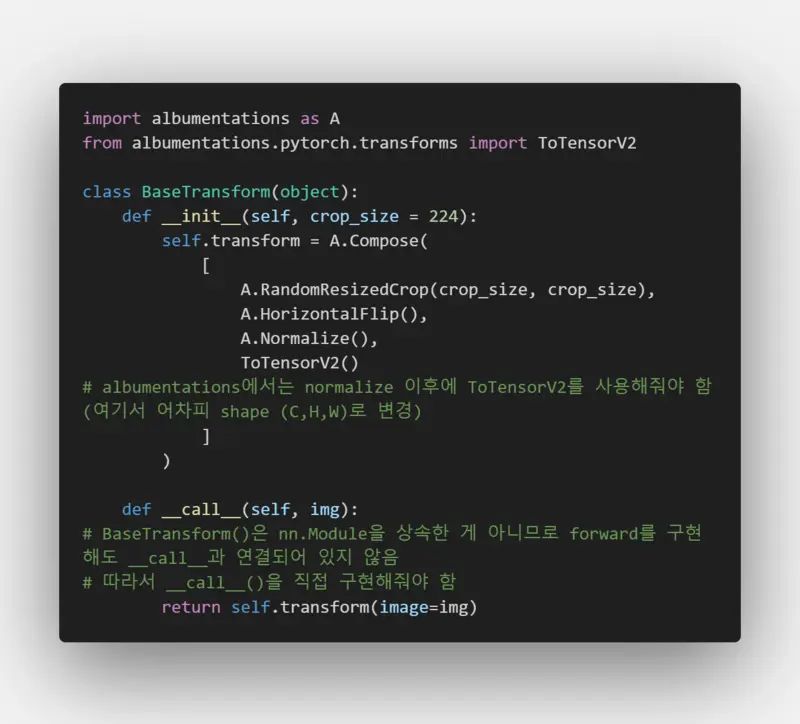 import albumentations as A
from albumentations.pytorch.transforms import ToTensorV2
class BaseTransform(object):
    def __init__(self, crop_size = 224):
        self.transform = A.Compose(
            [
                A.RandomResizedCrop(crop_size, crop_size),
                A.HorizontalFlip(),
                A.Normalize(),
                ToTensorV2()
# albumentations에서는 normalize 이후에 ToTensorV2를 사용해줘야 함
(여기서 어차피 shape (C,H,W)로 변경)
            ]
        )
    def __call__(self, img):
# BaseTransform()은 nn.Module을 상속한 게 아니므로 forward를 구현
해도 __call__과 연결되어 있지 않음
# 따라서 __call__()을 직접 구현해줘야 함
        return self.transform(image=img)